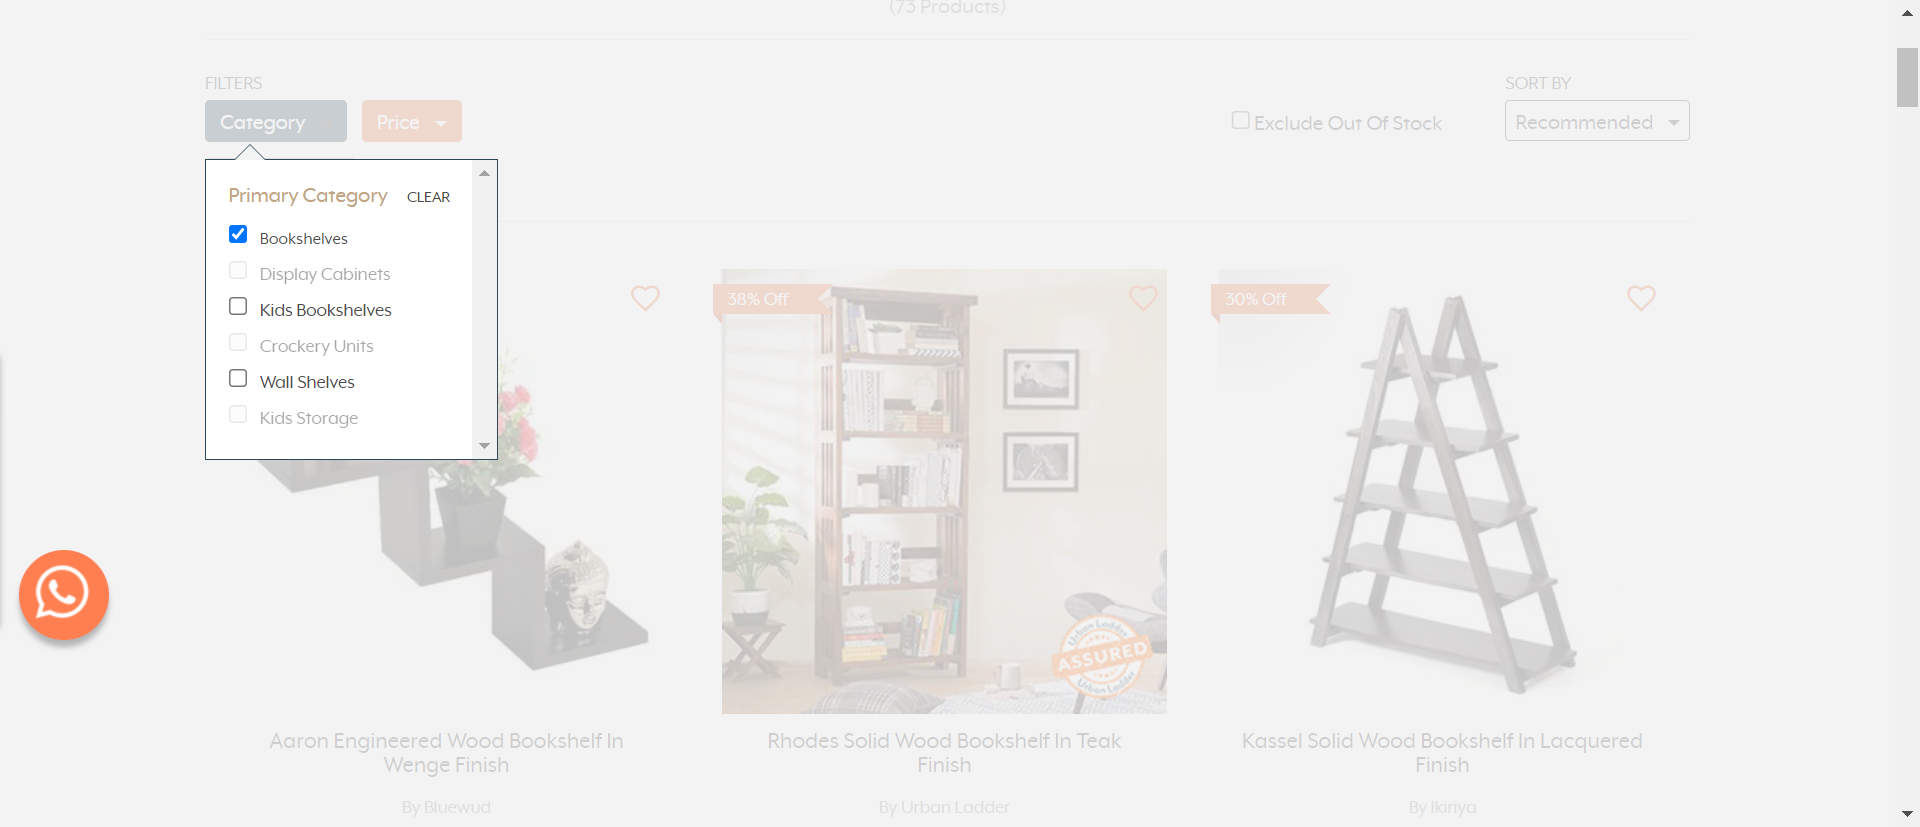 (73 Products)
FILTERS
SORT BY
Category
Price
Exclude Out Of Stock
Recommended
Primary Category CLEAR
Bookshelves
Display Cabinets
Kids Bookshelves
Crockery Units
Wall Shelves
Kids Storage
38% Off
30% Off
Urban Ladder
ASSURED
Urban Ladder
Aaron Engineered Wood Bookshelf In
Wenge Finish
By Bluewud
Rhodes Solid Wood Bookshelf In Teak
Finish
By Urban Ladder
Kassel Solid Wood Bookshelf In Lacquered
Finish
By Ikiriya